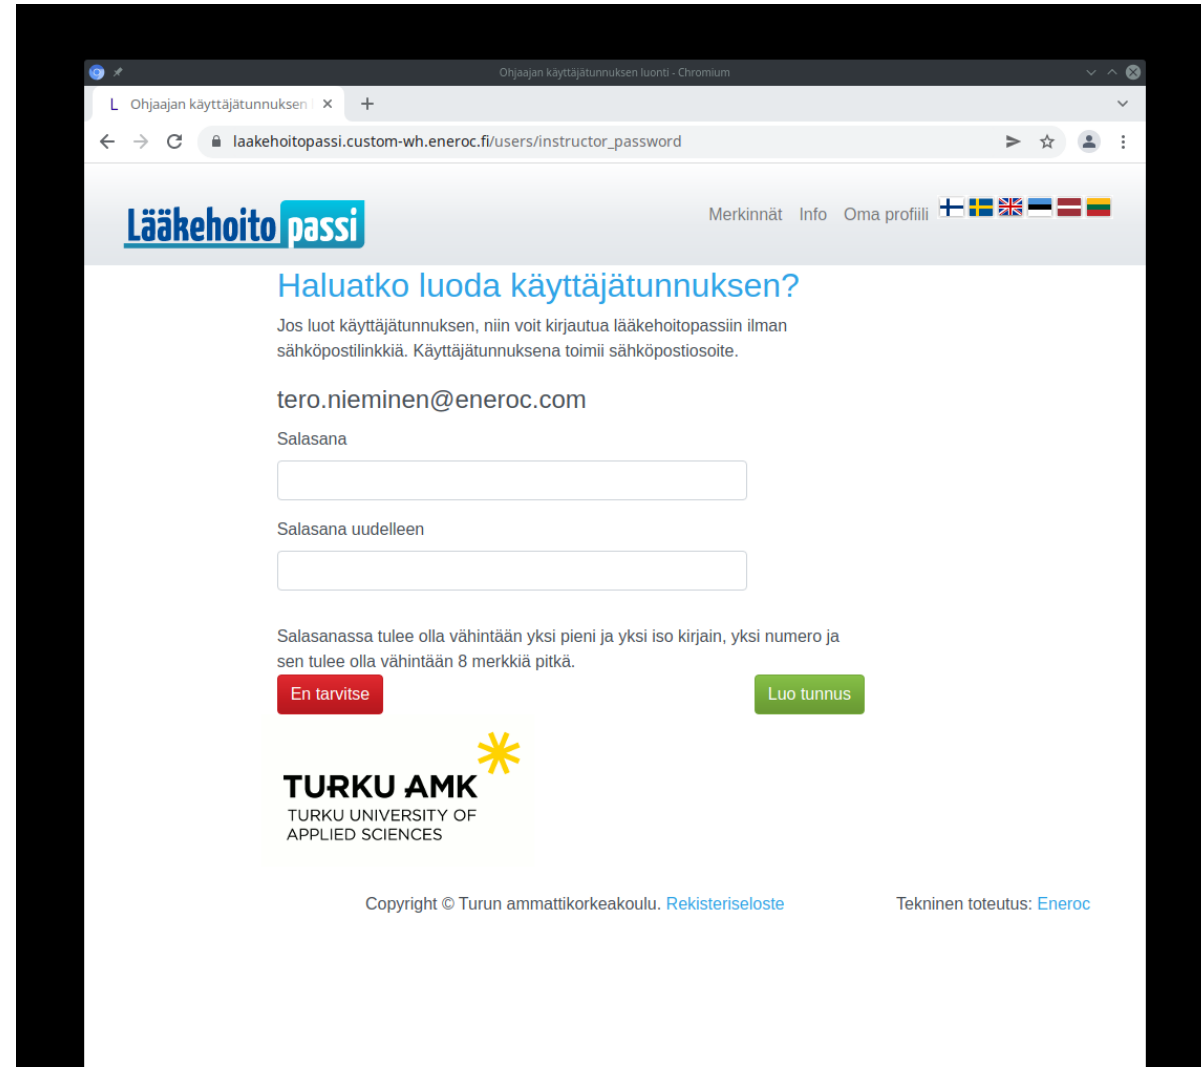 Ohjaajan käyttäjätunnuksen luonti - Chromium
L Ohjaajan käyttäjätunnuksen
laakehoitopassi.custom-wh.eneroc.fi/users/instructor_password
Lääkehoito passi
Merkinnät Info Oma profiili
Haluatko luoda käyttäjätunnuksen?
Jos luot käyttäjätunnuksen, niin voit kirjautua lääkehoitopassiin ilman
sähköpostilinkkiä. Käyttäjätunnuksena toimii sähköpostiosoite.
tero.nieminen@eneroc.com
Salasana
Salasana uudelleen
Salasanassa tulee olla vähintään yksi pieni ja yksi iso kirjain, yksi numero ja
sen tulee olla vähintään 8 merkkiä pitkä.
En tarvitse Luo tunnus
TURKU AMK
TURKU UNIVERSITY OF
APPLIED SCIENCES
Copyright © Turun ammattikorkeakoulu. Rekisteriseloste Tekninen toteutus: Eneroc